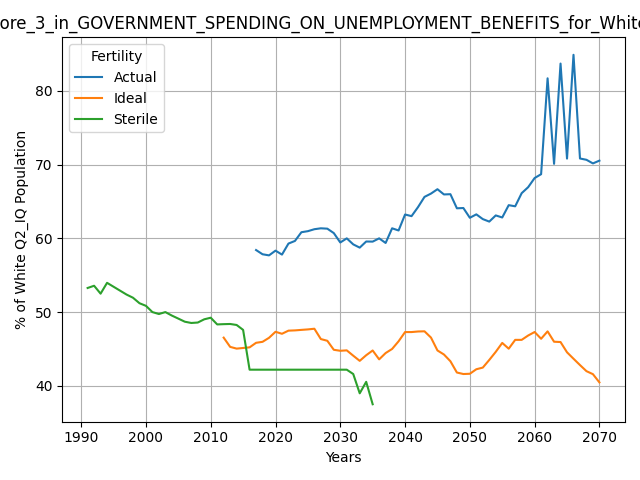 ore_3_in_GOVERNMENT_SPENDING_ON_UNEMPLOYMENT_BENEFITS_for_White
Fertility
Actual
Ideal
Sterile
% of White Q2_IQ Population
80
70
60
50
40
1990 2000 2010 2020 2030 2040 2050 2060 2070
Years